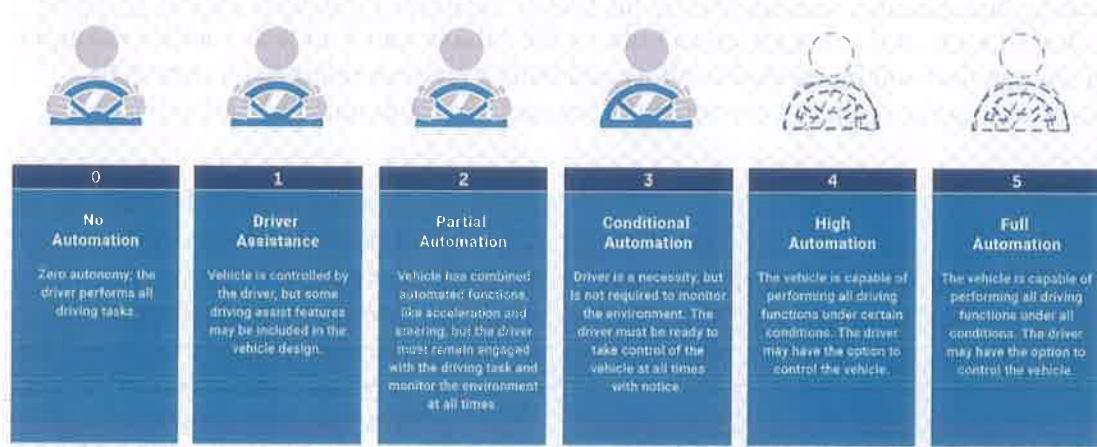 0
No
Automation
Zero autonomy; the
driver performs all
driving tasks.
1
Driver
Assistance
Vehicle is controlled by
the driver, but some
driving assist features
may be included in the
vehicle design.
2
Partial
Automation
Vehicle has combined
automated functions,
like acceleration and
steering, but the driver
must remain engaged
with the driving task and
monitor the environment
at all times.
3
Conditional
Automation
Driver is a necessity, but
is not required to monitor
the environment. The
driver must be ready to
take control of the
vehicle at all times
with notice.
4
High
Automation
The vehicle is capable of
performing all driving
functions under certain
conditions. The driver
may have the option to
control the vehicle.
5
Full
Automation
The vehicle is capable of
performing all driving
functions under all
conditions. The driver
may have the option to
control the vehicle.